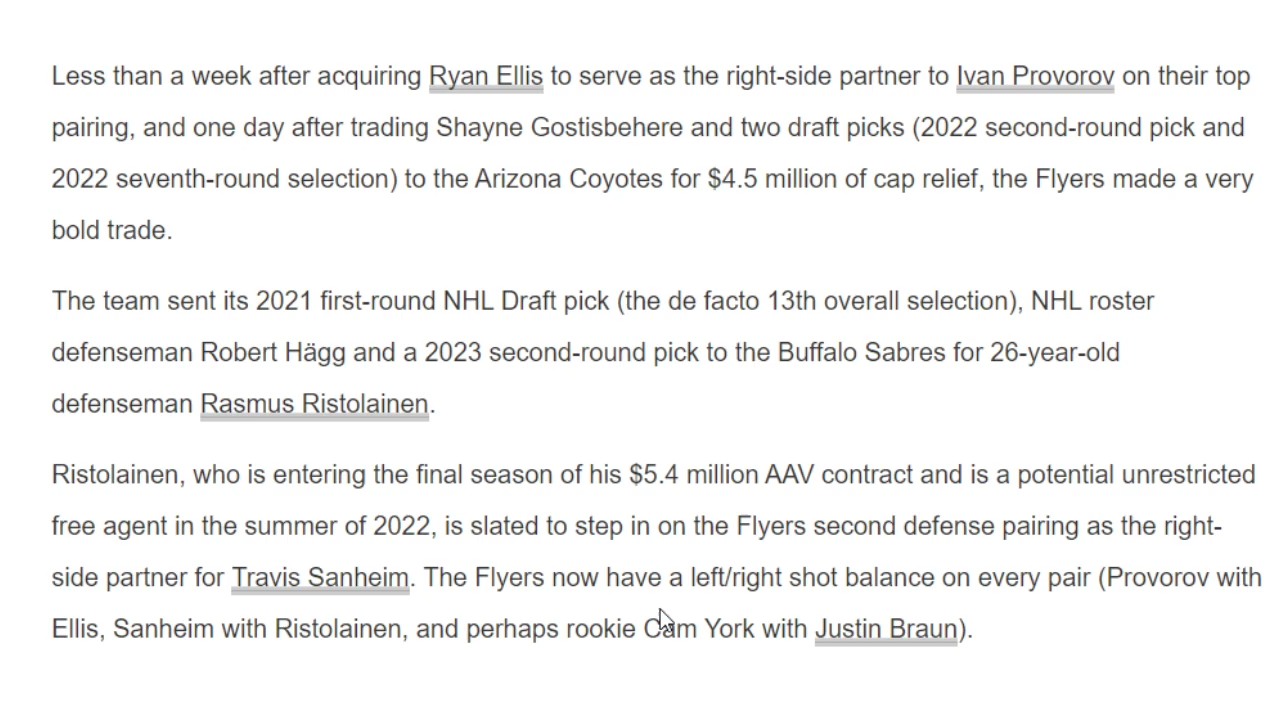 Less than a week after acquiring Ryan Ellis to serve as the right-side partner to Ivan Provorov on their top
pairing, and one day after trading Shayne Gostisbehere and two draft picks (2022 second-round pick and
2022 seventh-round selection) to the Arizona Coyotes for $4.5 million of cap relief, the Flyers made a very
bold trade.
The team sent its 2021 first-round NHL Draft pick (the de facto 13th overall selection), NHL roster
defenseman Robert Hägg and a 2023 second-round pick to the Buffalo Sabres for 26-year-old
defenseman Rasmus Ristolainen.
Ristolainen, who is entering the final season of his $5.4 million AAV contract and is a potential unrestricted
free agent in the summer of 2022, is slated to step in on the Flyers second defense pairing as the right-
side partner for Travis Sanheim. The Flyers now have a left/right shot balance on every pair (Provorov with
Ellis, Sanheim with Ristolainen, and perhaps rookie Cam York with Justin Braun).